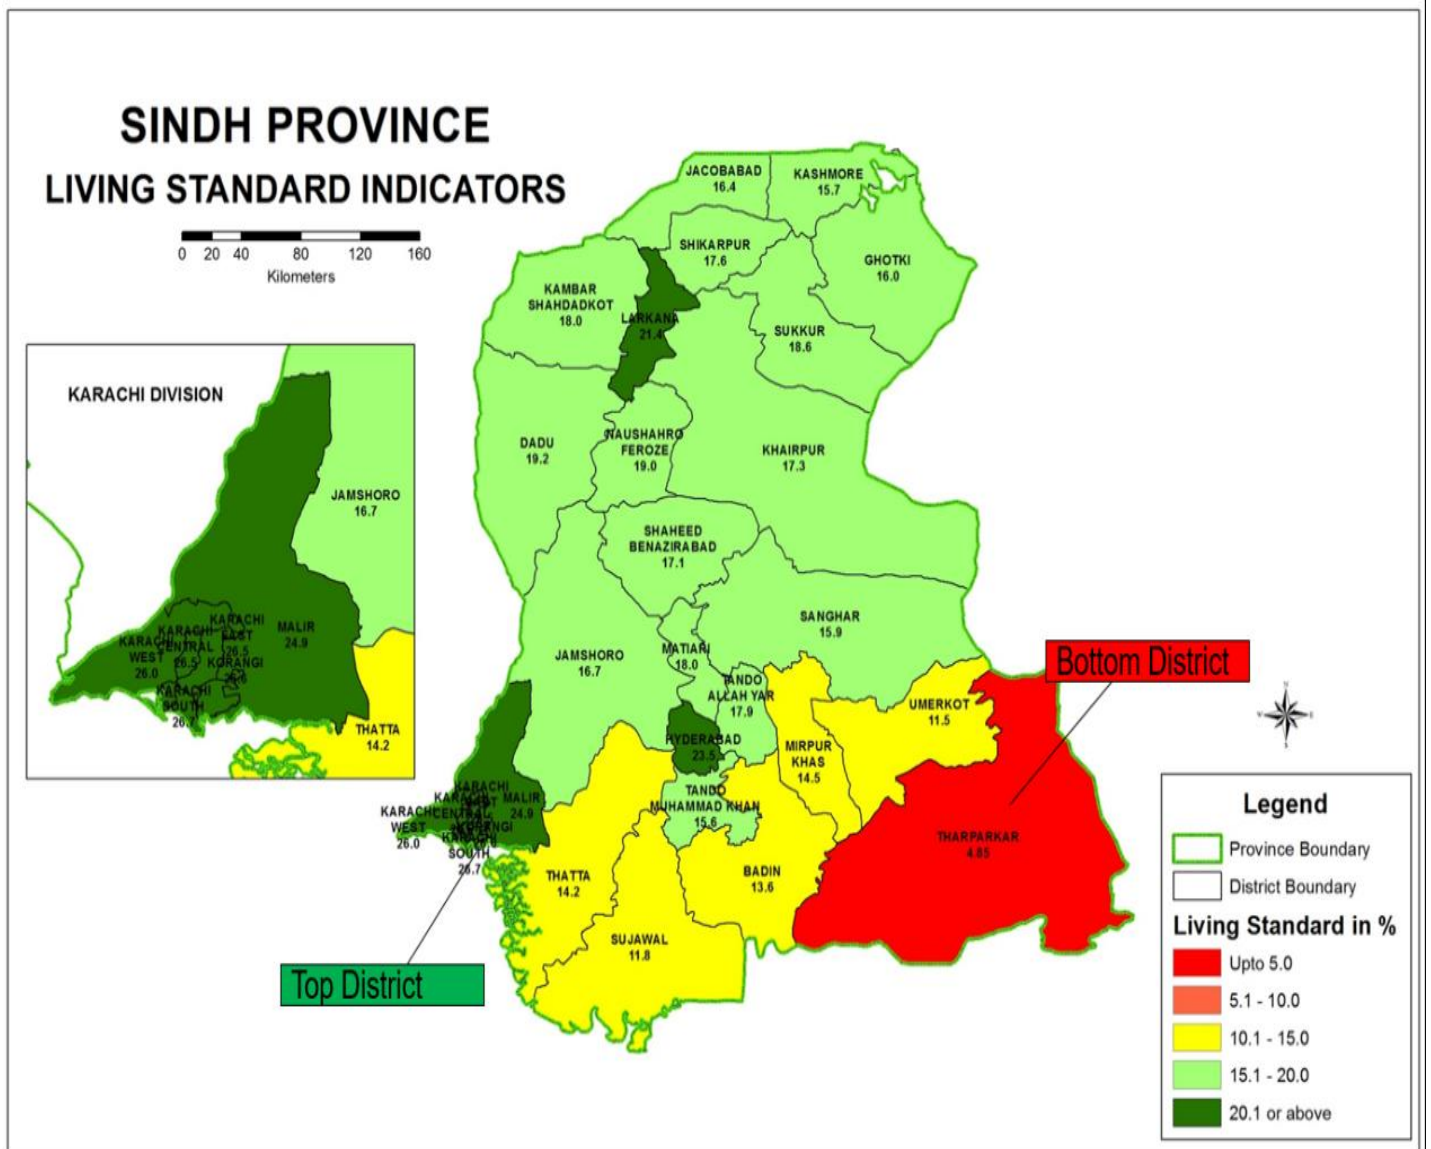 SINDH PROVINCE
LIVING STANDARD INDICATORS
0 20 40 80 120 160
Kilometers
JACOBABAD
16.4
KASHMORE
15.7
SHIKARPUR
17.6
GHOTKI
16.0
KAMBAR
SHAHDADKOT
18.0
LARKANA
21.4
SUKKUR
18.6
KARACHI DIVISION
DADU
19.2
NAUSHAHRO
FEROZE
19.0
KHAIRPUR
17.3
JAMSHORO
16.7
SHAHEED
BENAZIRABAD
17.1
KARACHI
EAST
26.5
KARACHI
CENTRAL
26.5
KARACHI
WEST
26.0
MALIR
24.9
KORANGI
KARACHI
SOUTH
26.7
THATTA
14.2
SANGHAR
15.9
JAMSHORO
16.7
MATIARI
18.0
TANDO
ALLAH YAR
17.9
Bottom District
UMERKOT
11.5
HYDERABAD
23.5
MIRPUR
KHAS
14.5
TANDO
MUHAMMAD KHAN
15.6
KARACHI
KARACHI
CENTRAL
MALIR
24.9
KARACHI
WEST
26.0
KORANGI
KARACHI
SOUTH
26.7
THARPARKAR
4.85
THATTA
14.2
BADIN
13.6
SUJAWAL
11.8
Top District
N
E
S
Legend
Province Boundary
District Boundary
Living Standard in %
Upto 5.0
5.1 - 10.0
10.1 - 15.0
15.1 - 20.0
20.1 or above